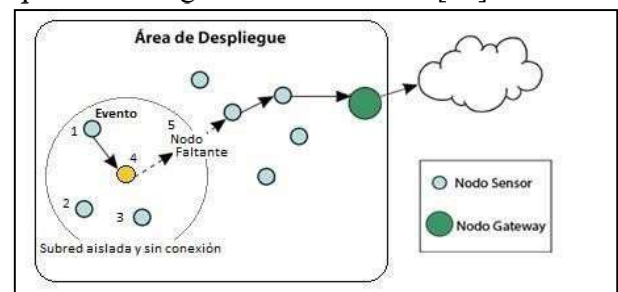 Área de Despliegue
Evento
1
5
Nodo
Faltante
4
2
3
Subred aislada y sin conexión
Nodo Sensor
Nodo Gateway